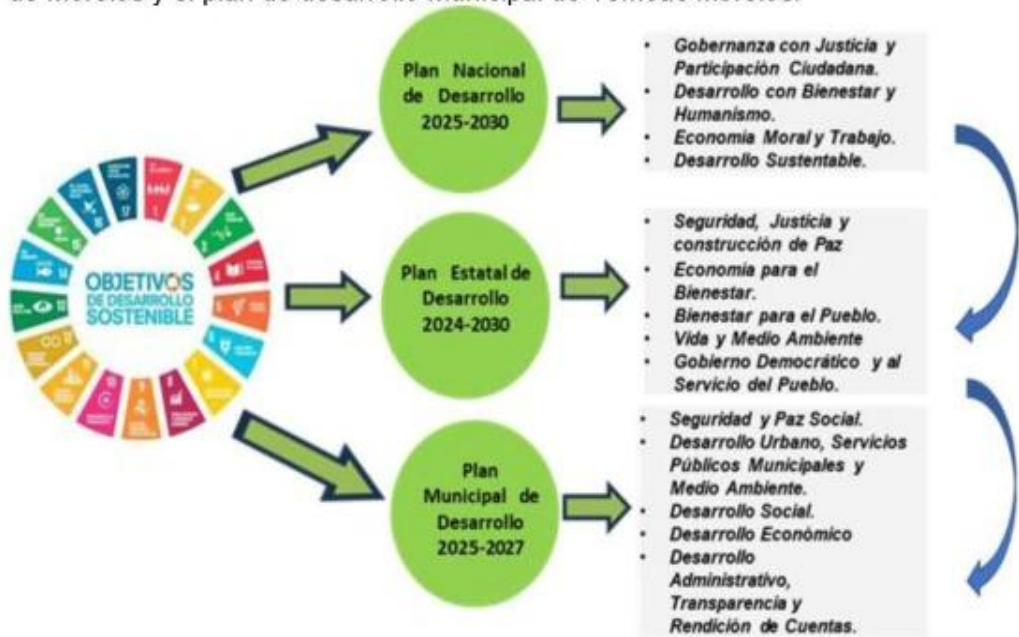 Plan Nacional
de Desarrollo
2025-2030
• Gobernanza con Justicia y
Participación Ciudadana.
• Desarrollo con Bienestar y
Humanismo.
• Economía Moral y Trabajo.
• Desarrollo Sustentable.
OBJETIVOS
DE DESARROLLO
SOSTENIBLE
17
1
Plan Estatal de
Desarrollo
2024-2030
• Seguridad, Justicia y
construcción de Paz
• Economía para el
Bienestar.
• Bienestar para el Pueblo.
• Vida y Medio Ambiente
• Gobierno Democrático y al
Servicio del Pueblo.
Plan
Municipal de
Desarrollo
2025-2027
• Seguridad y Paz Social.
• Desarrollo Urbano, Servicios
Públicos Municipales y
Medio Ambiente.
• Desarrollo Social.
• Desarrollo Económico
• Desarrollo
Administrativo,
Transparencia y
Rendición de Cuentas.